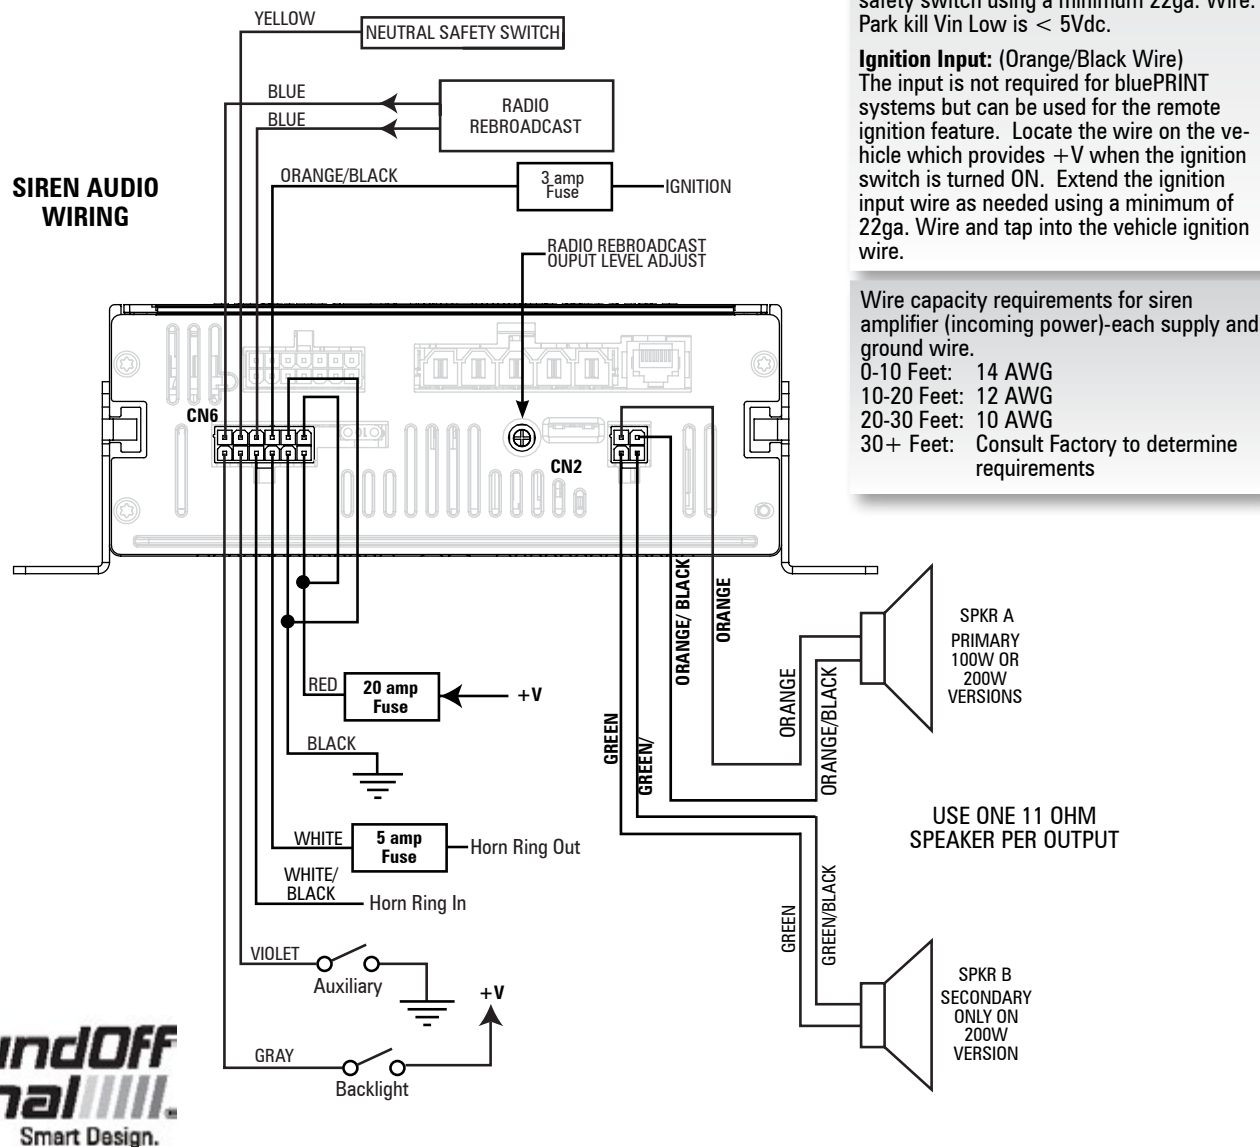 YELLOW
NEUTRAL SAFETY SWITCH
BLUE
BLUE
RADIO
REBROADCAST
ORANGE/BLACK
3 amp
Fuse
IGNITION
SIREN AUDIO
WIRING
RADIO REBROADCAST
OUPUT LEVEL ADJUST
safety switch using a minimum 22ga. Wire.
Park kill Vin Low is < 5Vdc.
Ignition Input: (Orange/Black Wire)
The input is not required for bluePRINT
systems but can be used for the remote
ignition feature. Locate the wire on the ve-
hicle which provides +V when the ignition
switch is turned ON. Extend the ignition
input wire as needed using a minimum of
22ga. Wire and tap into the vehicle ignition
wire.
Wire capacity requirements for siren
amplifier (incoming power)-each supply and
ground wire.
0-10 Feet: 14 AWG
10-20 Feet: 12 AWG
20-30 Feet: 10 AWG
30+ Feet: Consult Factory to determine
requirements
CN6
CN2
ORANGE/ BLACK
ORANGE
GREEN
GREEN/
ORANGE
ORANGE/BLACK
SPKR A
PRIMARY
100W OR
200W
VERSIONS
RED
20 amp
Fuse
+V
BLACK
WHITE
5 amp
Fuse
Horn Ring Out
WHITE/
BLACK
Horn Ring In
USE ONE 11 OHM
SPEAKER PER OUTPUT
GREEN
GREEN/BLACK
VIOLET
Auxiliary
+V
GRAY
Backlight
SPKR B
SECONDARY
ONLY ON
200W
VERSION
undOff
nal
Smart Design.